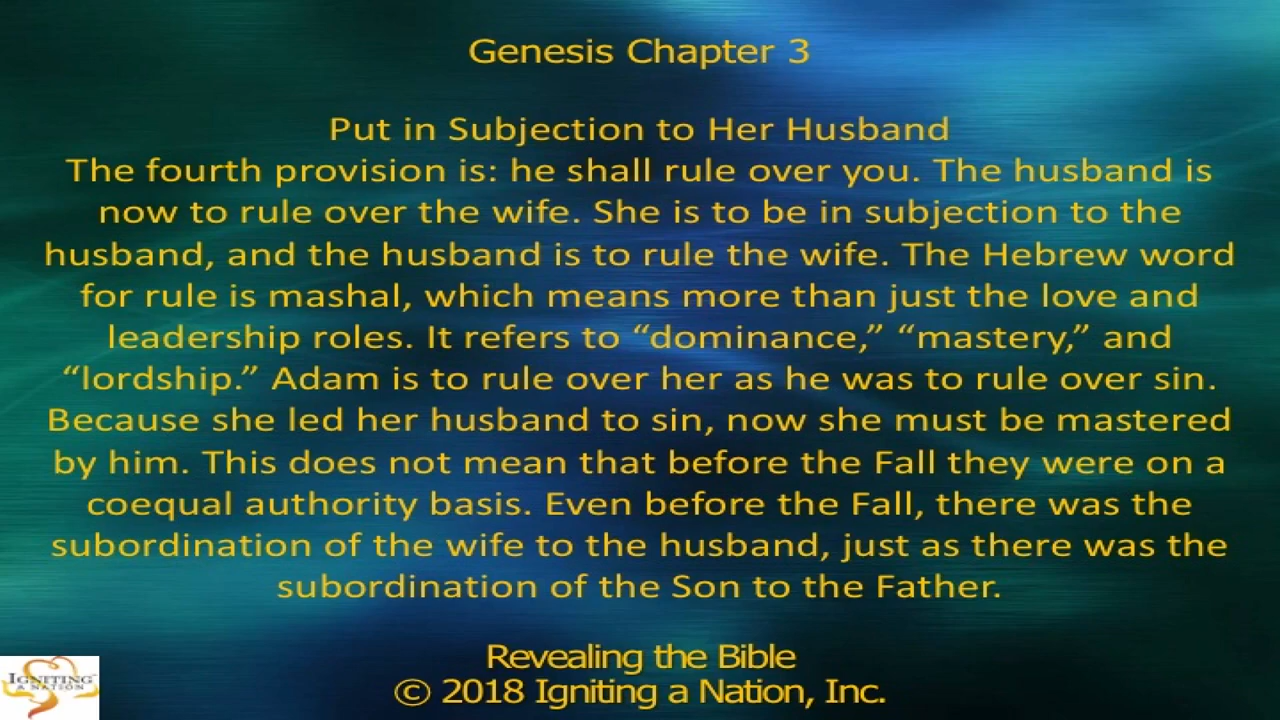 Genesis Chapter 3
Put in Subjection to Her Husband
The fourth provision is: he shall rule over you. The husband is
now to rule over the wife. She is to be in subjection to the
husband, and the husband is to rule the wife. The Hebrew word
for rule is mashal, which means more than just the love and
leadership roles. It refers to “dominance,” “mastery,” and
“lordship.” Adam is to rule over her as he was to rule over sin.
Because she led her husband to sin, now she must be mastered
by him. This does not mean that before the Fall they were on a
coequal authority basis. Even before the Fall, there was the
subordination of the wife to the husband, just as there was the
subordination of the Son to the Father.
Revealing the Bible
© 2018 Igniting a Nation, Inc.
IGNITING
A NATION